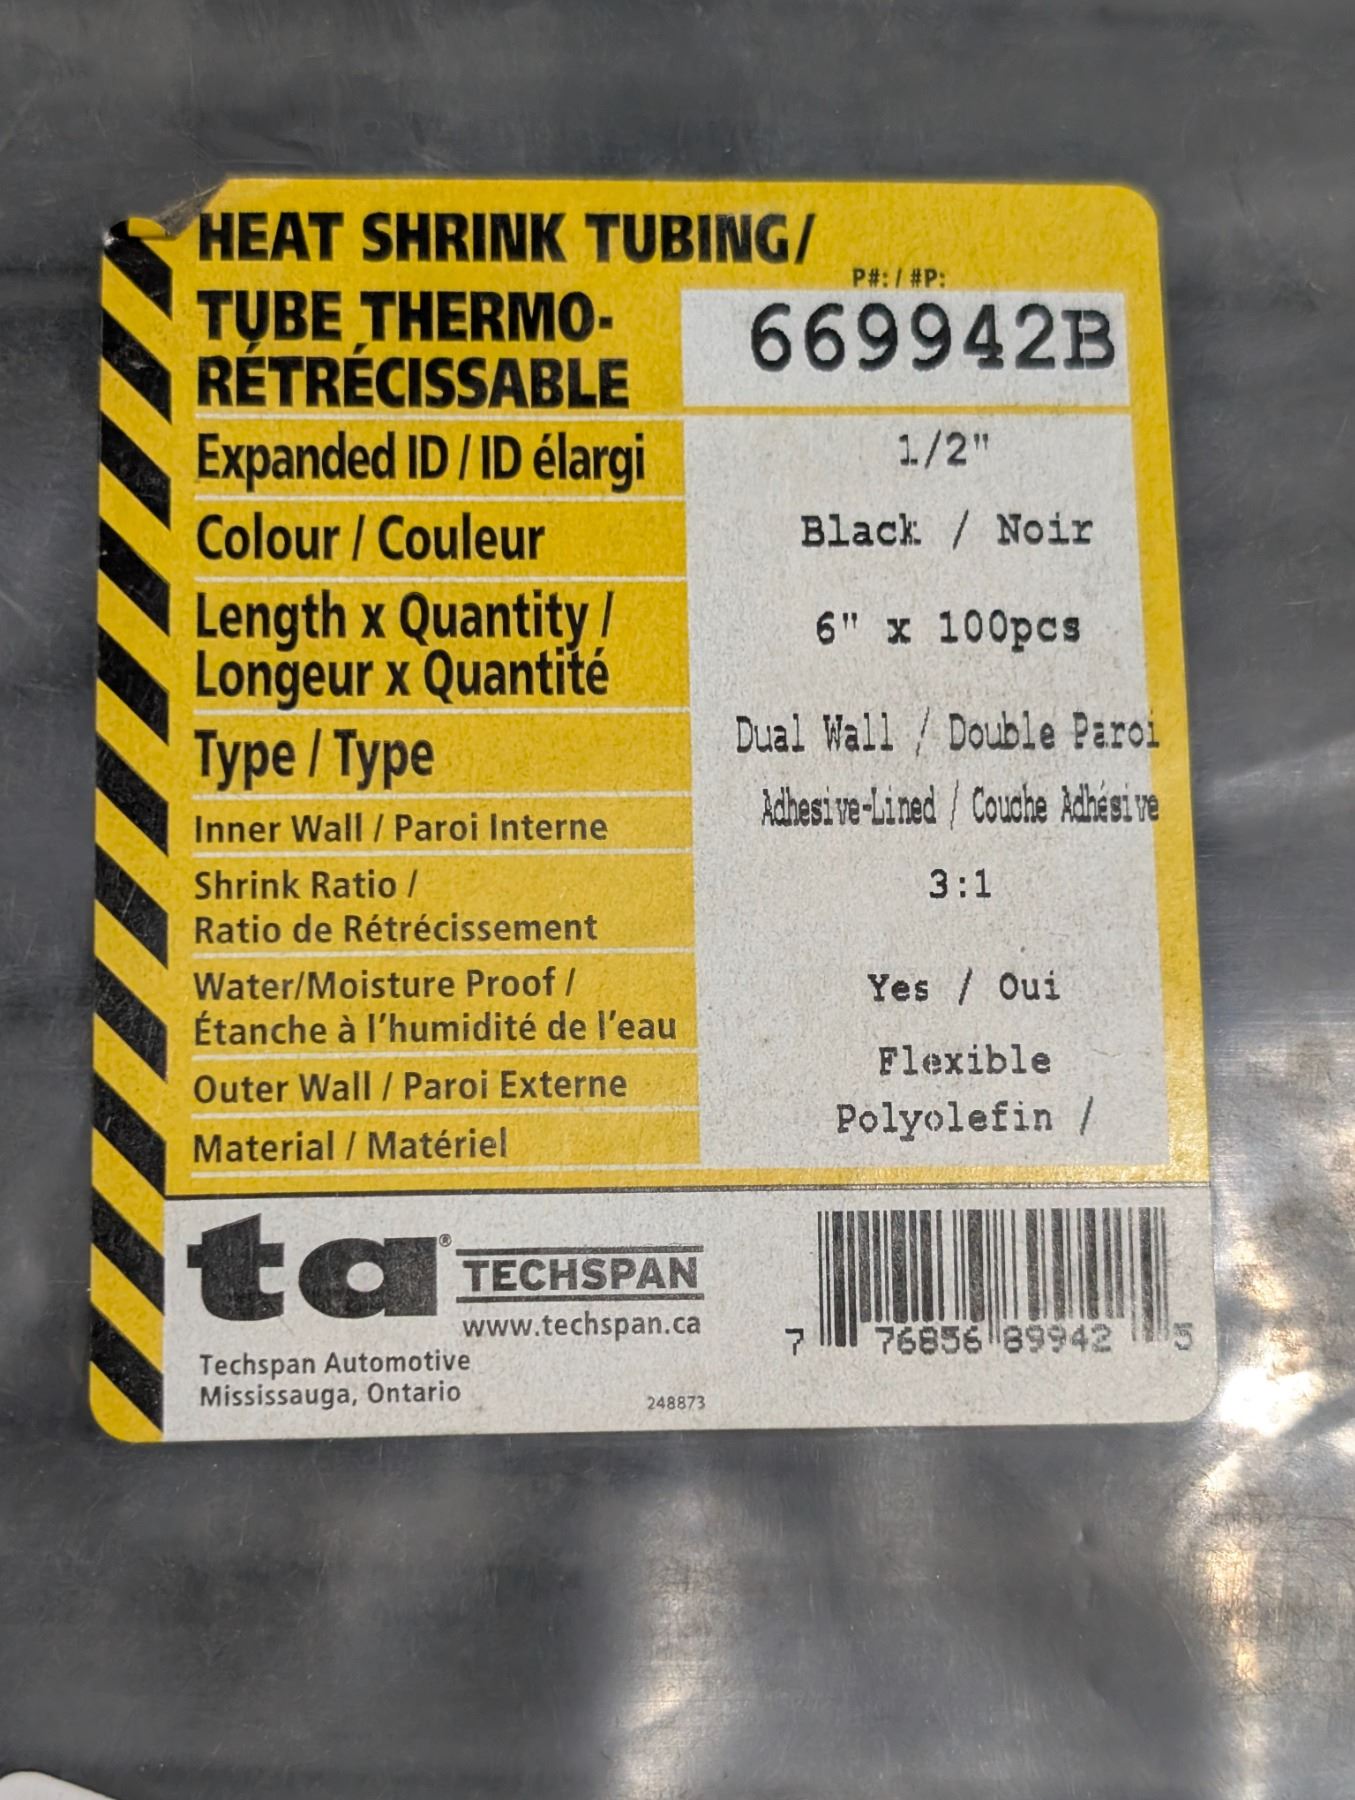 HEAT SHRINK TUBING/
P#: / #P:
TUBE THERMO-
RÉTRÉCISSABLE
669942B
Expanded ID / ID élargi
1/2"
Colour / Couleur
Black / Noir
Length x Quantity /
Longeur x Quantité
6" x 100pcs
Type / Type
Dual Wall / Double Paroi
Inner Wall / Paroi Interne
Adhesive-Lined / Couche Adhésive
Shrink Ratio /
Ratio de Rétrécissement
3:1
Water/Moisture Proof /
Étanche à l'humidité de l'eau
Yes / Oui
Outer Wall / Paroi Externe
Flexible
Material / Matériel
Polyolefin /
ta® TECHSPAN
www.techspan.ca
Techspan Automotive
Mississauga, Ontario
248873
7 76856 89942 5